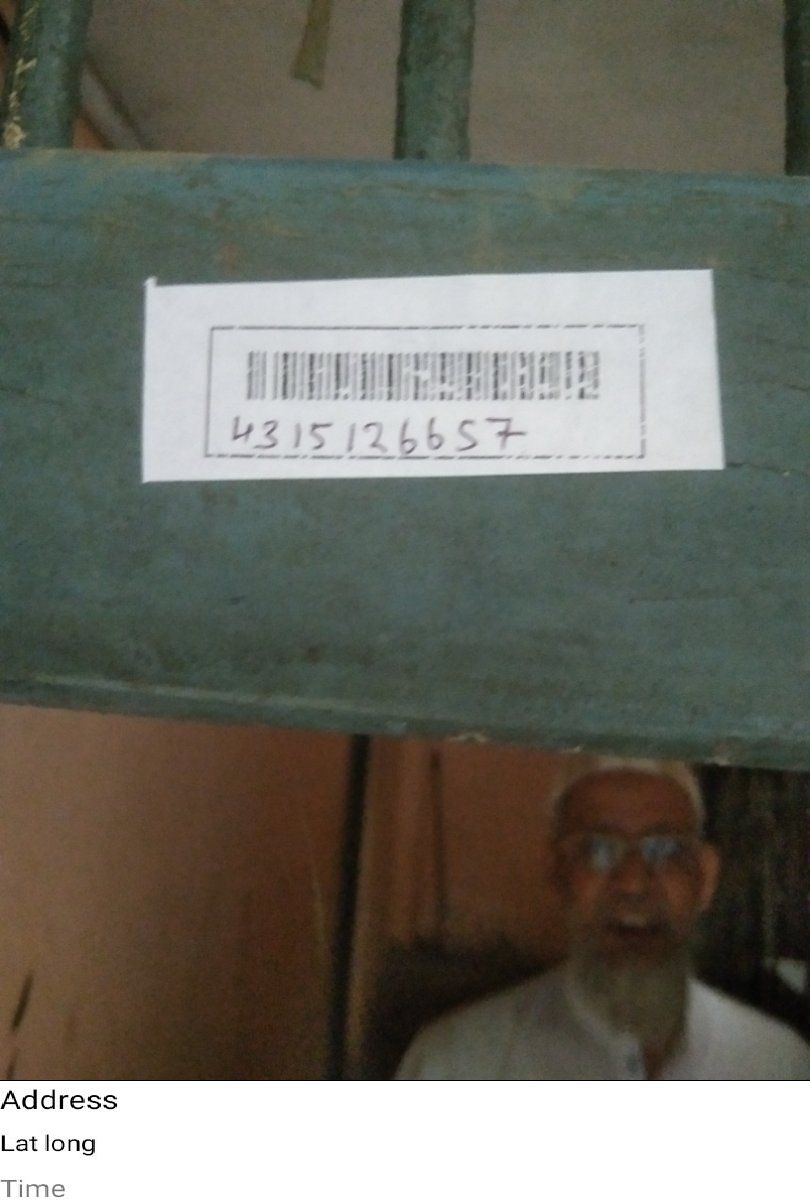 4315126657
Address
Lat long
Time